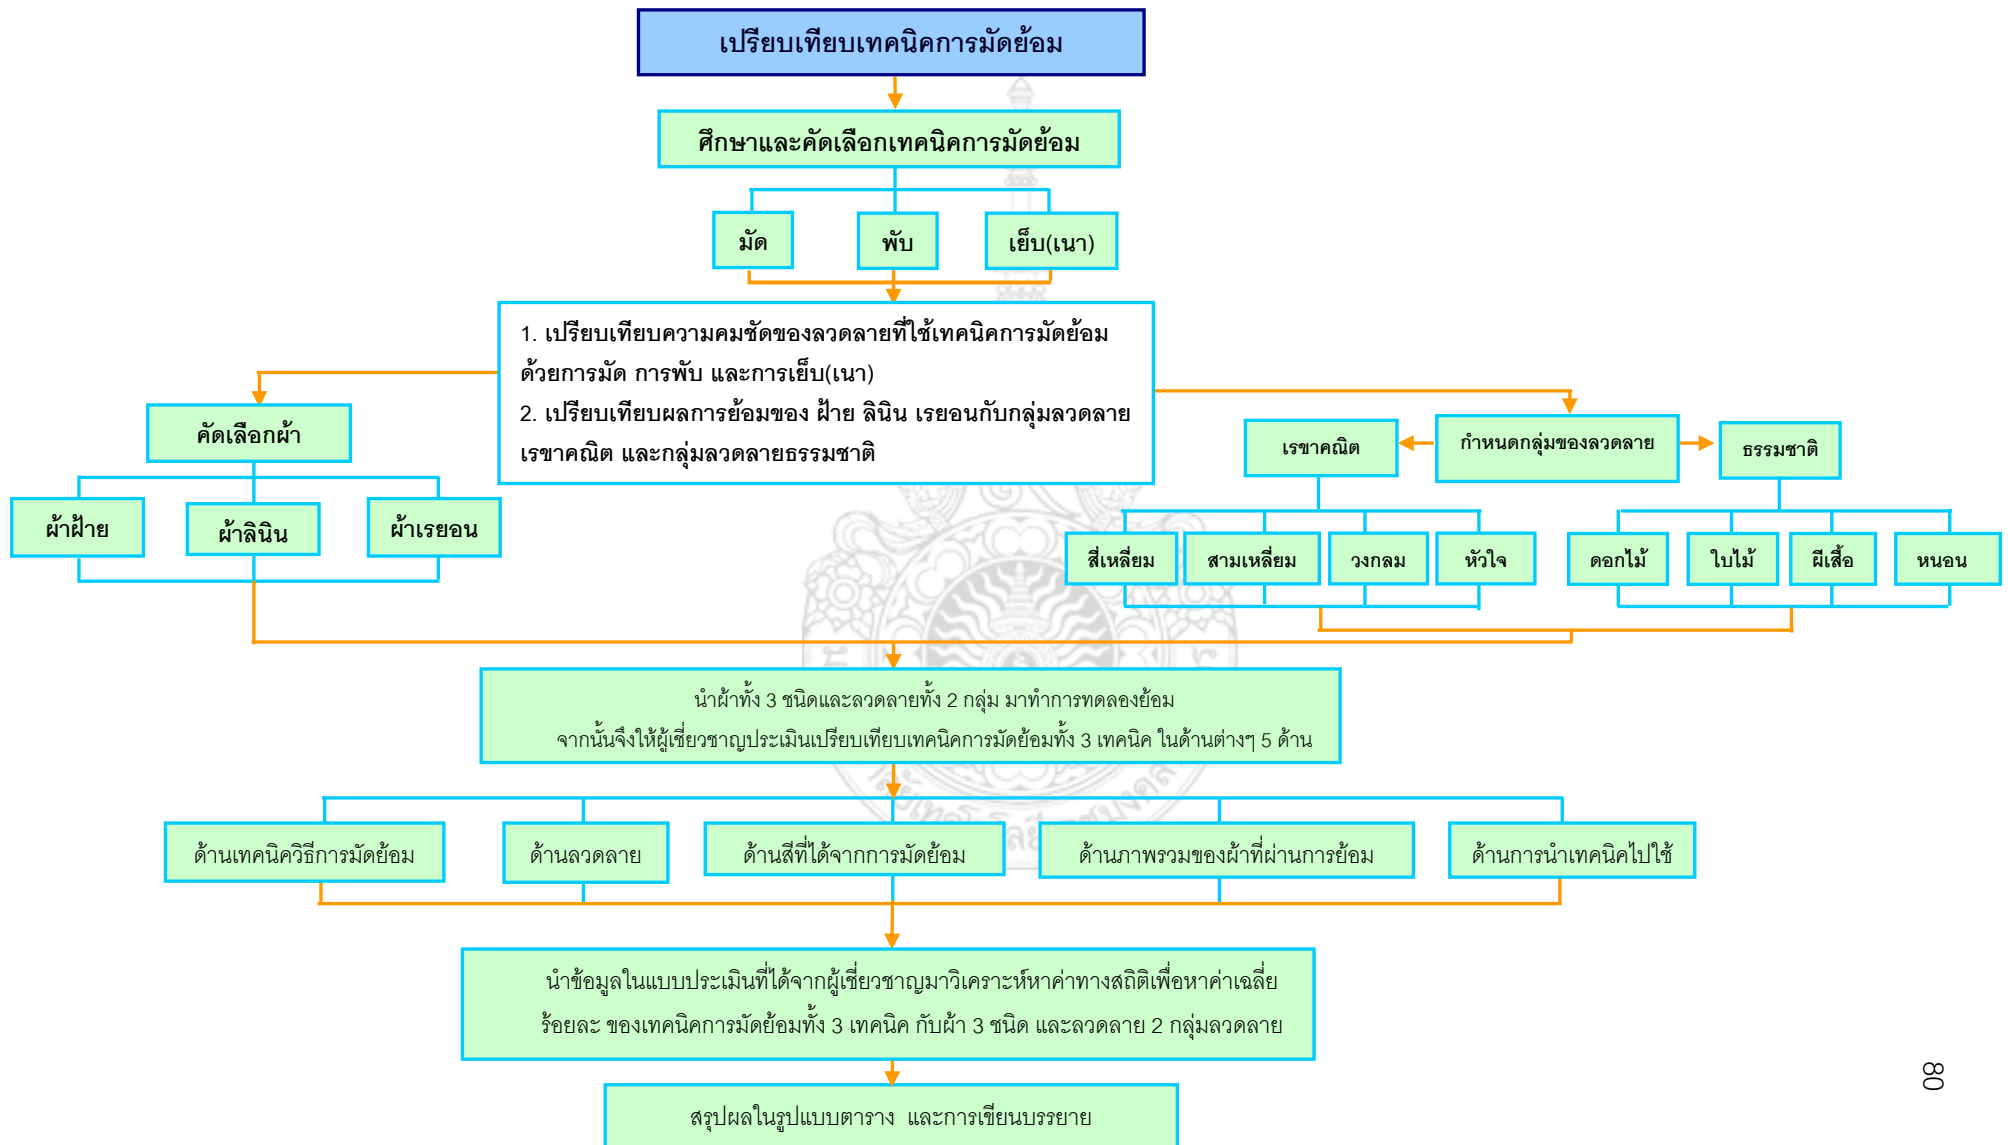 เปรียบเทียบเทคนิคการมัดย้อม
ศึกษาและคัดเลือกเทคนิคการมัดย้อม
มัด
พับ
เย็บ(เนา)
1. เปรียบเทียบความคมชัดของลวดลายที่ใช้เทคนิคการมัดย้อม
ด้วยการมัด การพับ และการเย็บ(เนา)
2. เปรียบเทียบผลการย้อมของ ฝ้าย ลินิน เรยอนกับกลุ่มลวดลาย
เรขาคณิต และกลุ่มลวดลายธรรมชาติ
คัดเลือกผ้า
ผ้าฝ้าย
ผ้าลินิน
ผ้าเรยอน
เรขาคณิต
กำหนดกลุ่มของลวดลาย
ธรรมชาติ
สี่เหลี่ยม
สามเหลี่ยม
วงกลม
หัวใจ
ดอกไม้
ใบไม้
ผีเสื้อ
หนอน
นำผ้าทั้ง 3 ชนิดและลวดลายทั้ง 2 กลุ่ม มาทำการทดลองย้อม
จากนั้นจึงให้ผู้เชี่ยวชาญประเมินเปรียบเทียบเทคนิคการมัดย้อมทั้ง 3 เทคนิค ในด้านต่างๆ 5 ด้าน
ด้านเทคนิควิธีการมัดย้อม
ด้านลวดลาย
ด้านสีที่ได้จากการมัดย้อม
ด้านภาพรวมของผ้าที่ผ่านการย้อม
ด้านการนำเทคนิคไปใช้
นำข้อมูลในแบบประเมินที่ได้จากผู้เชี่ยวชาญมาวิเคราะห์หาค่าทางสถิติเพื่อหาค่าเฉลี่ย
ร้อยละ ของเทคนิคการมัดย้อมทั้ง 3 เทคนิค กับผ้า 3 ชนิด และลวดลาย 2 กลุ่มลวดลาย
สรุปผลในรูปแบบตาราง และการเขียนบรรยาย
80